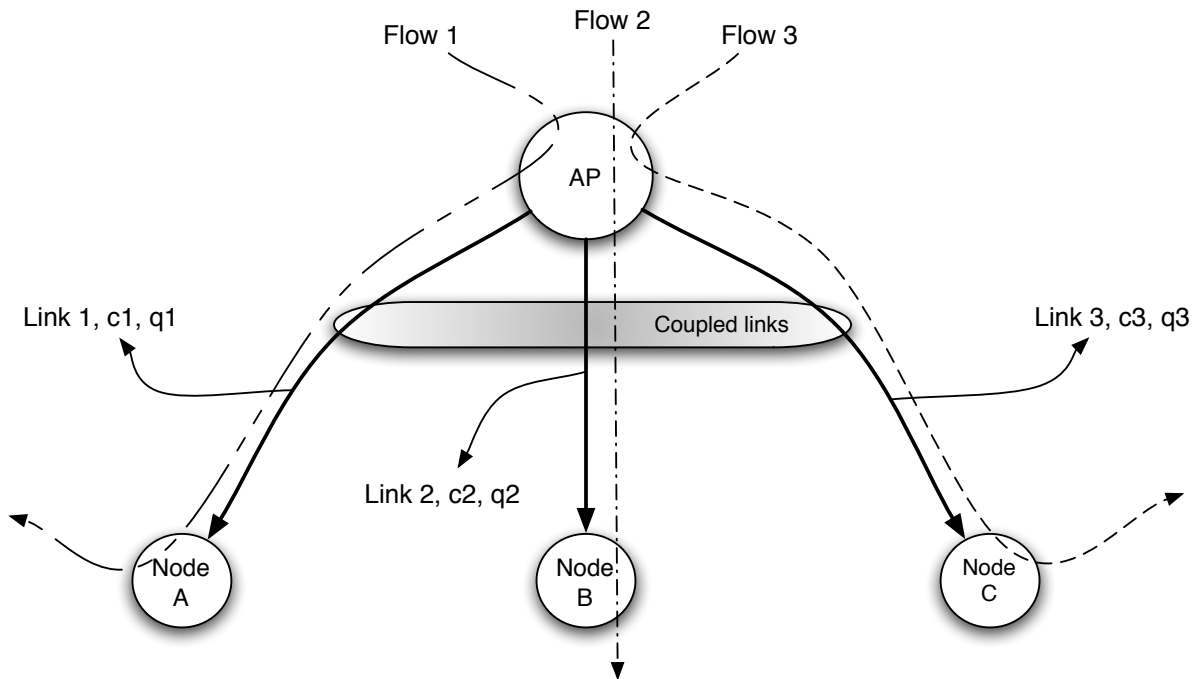 Flow 2
Flow 1
Flow 3
AP
Link 1, c1, q1
Coupled links
Link 3, c3, q3
Link 2, c2, q2
Node
A
Node
B
Node
C